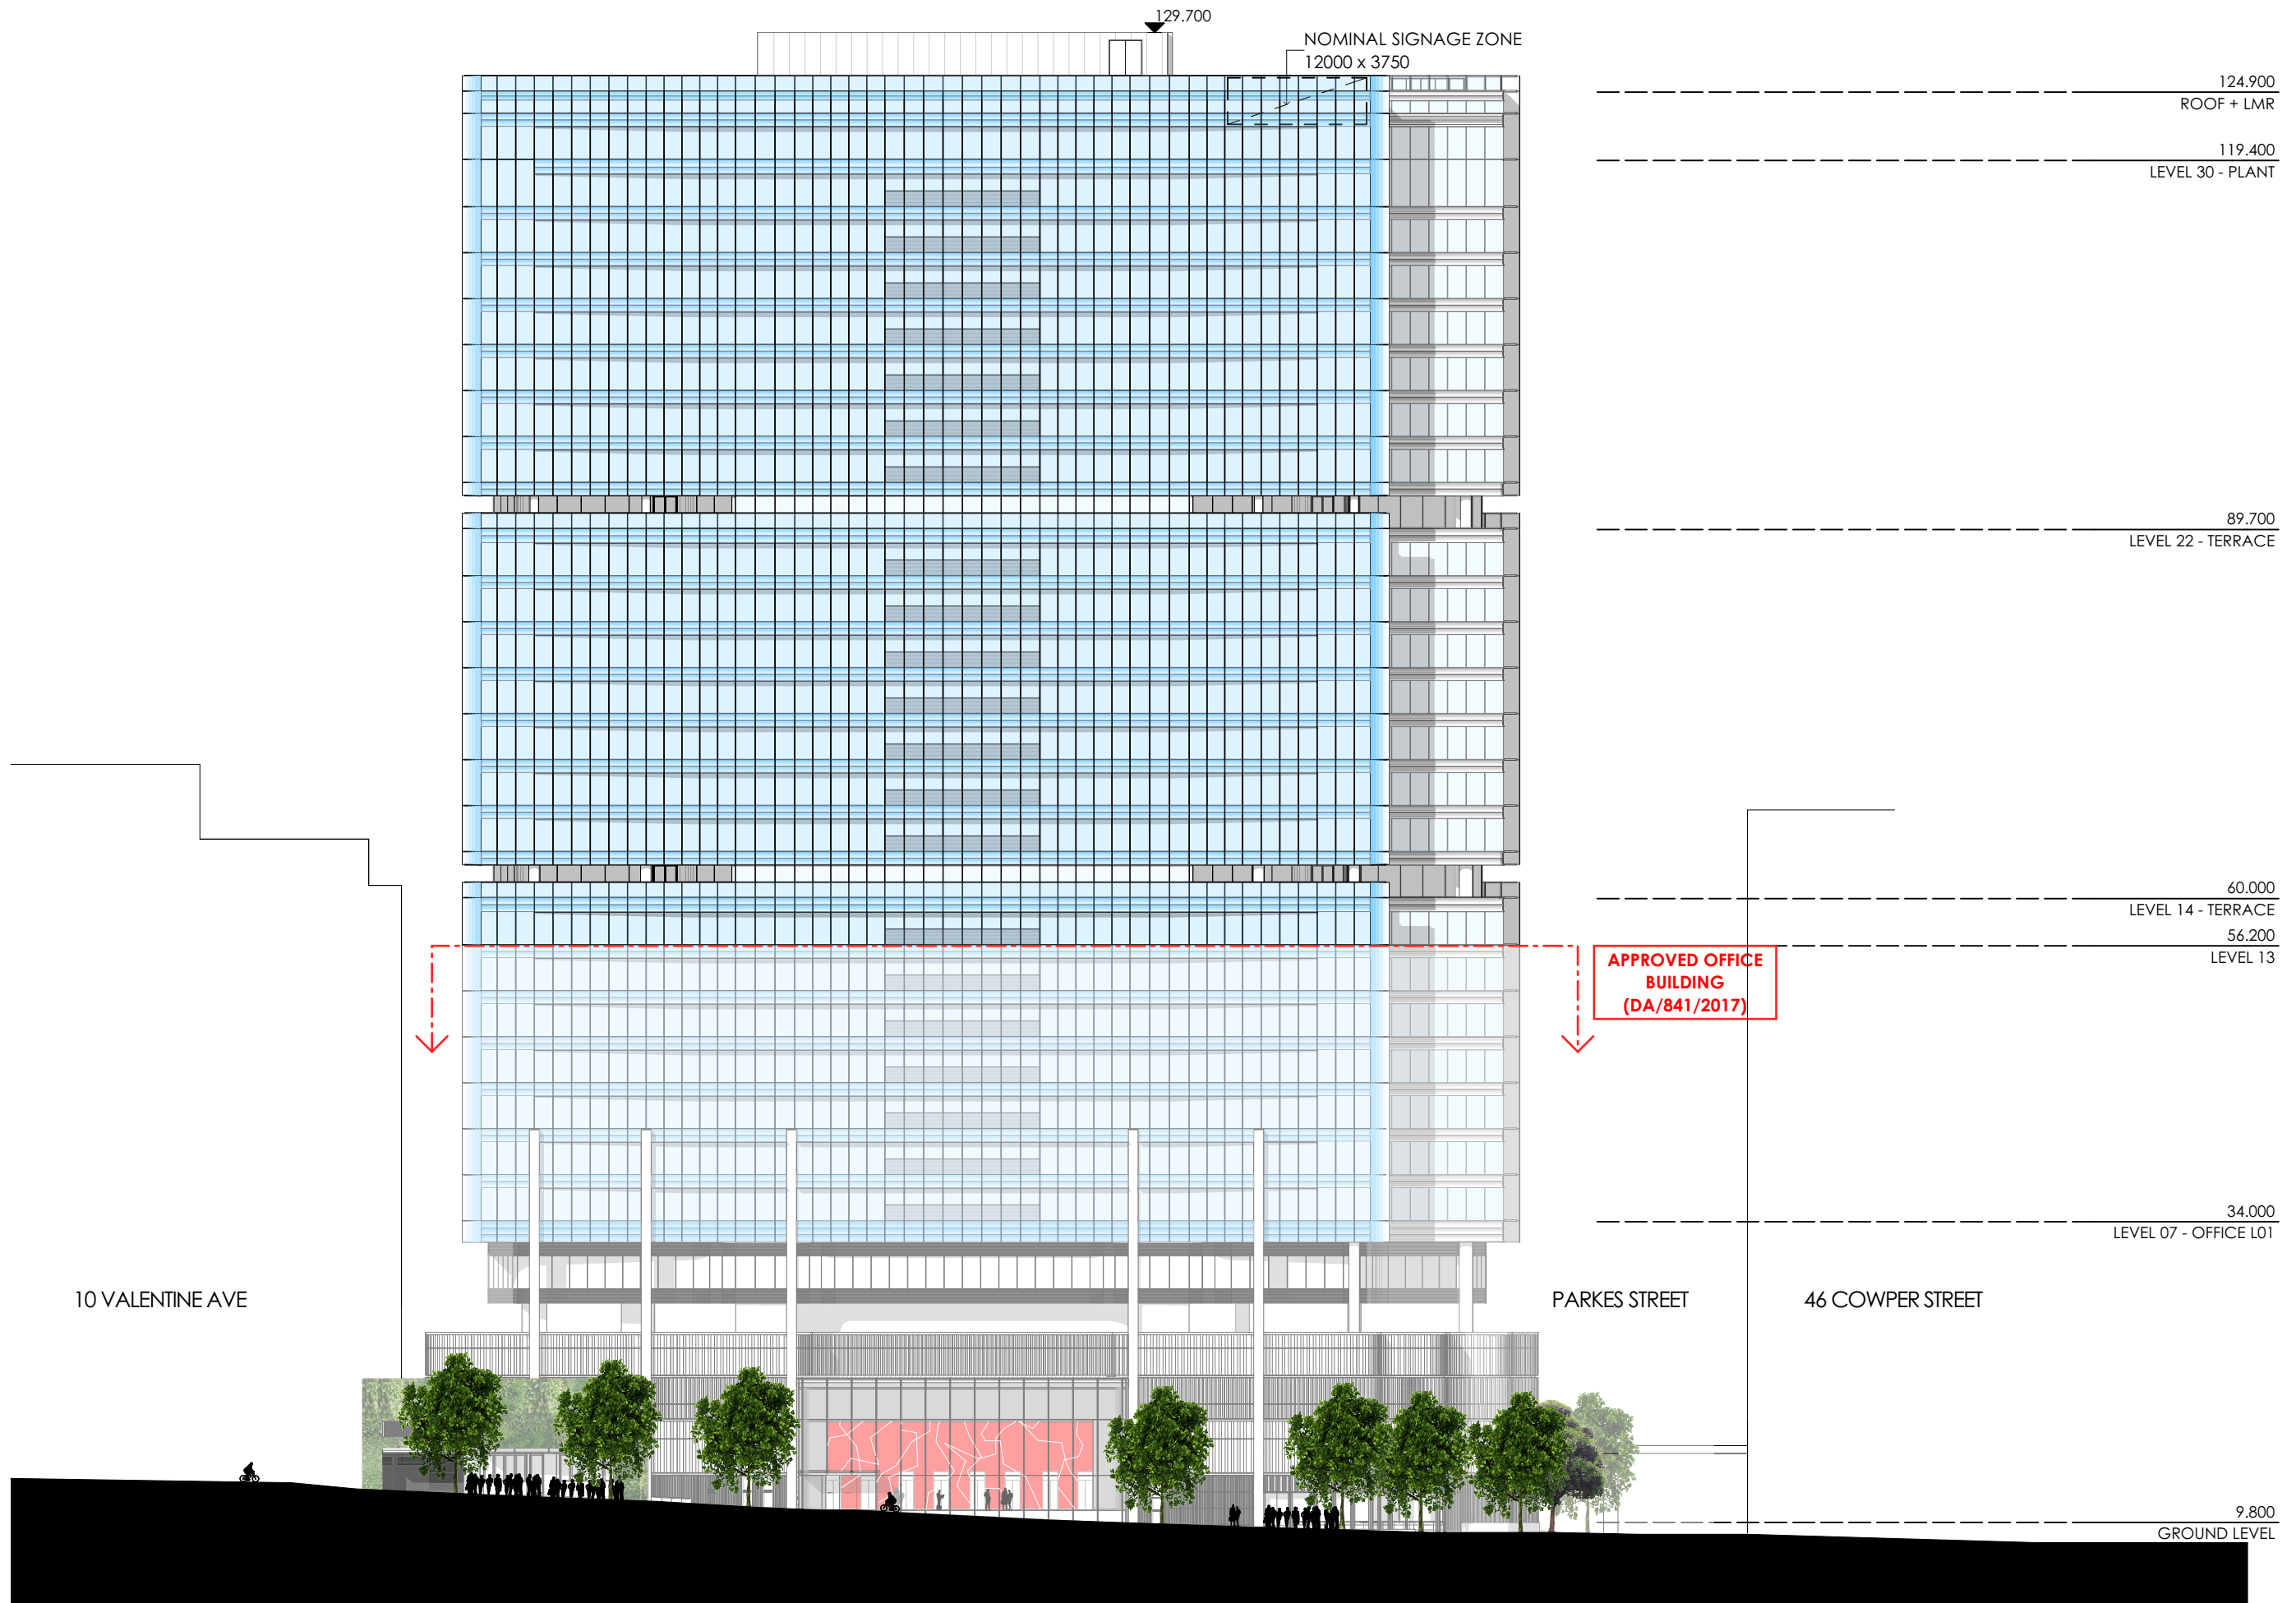 129.700
NOMINAL SIGNAGE ZONE
12000 x 3750
124.900
ROOF + LMR
119.400
LEVEL 30 - PLANT
89.700
LEVEL 22 - TERRACE
60.000
LEVEL 14 - TERRACE
56.200
LEVEL 13
APPROVED OFFICE
BUILDING
(DA/841/2017)
34.000
LEVEL 07 - OFFICE L01
10 VALENTINE AVE
PARKES STREET
46 COWPER STREET
9.800
GROUND LEVEL